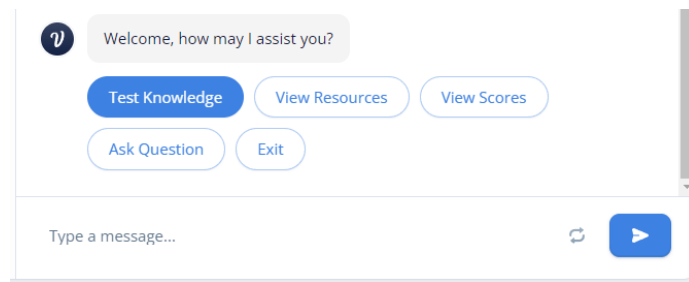 Welcome, how may I assist you?
Test Knowledge View Resources View Scores
Ask Question Exit
Type a message...